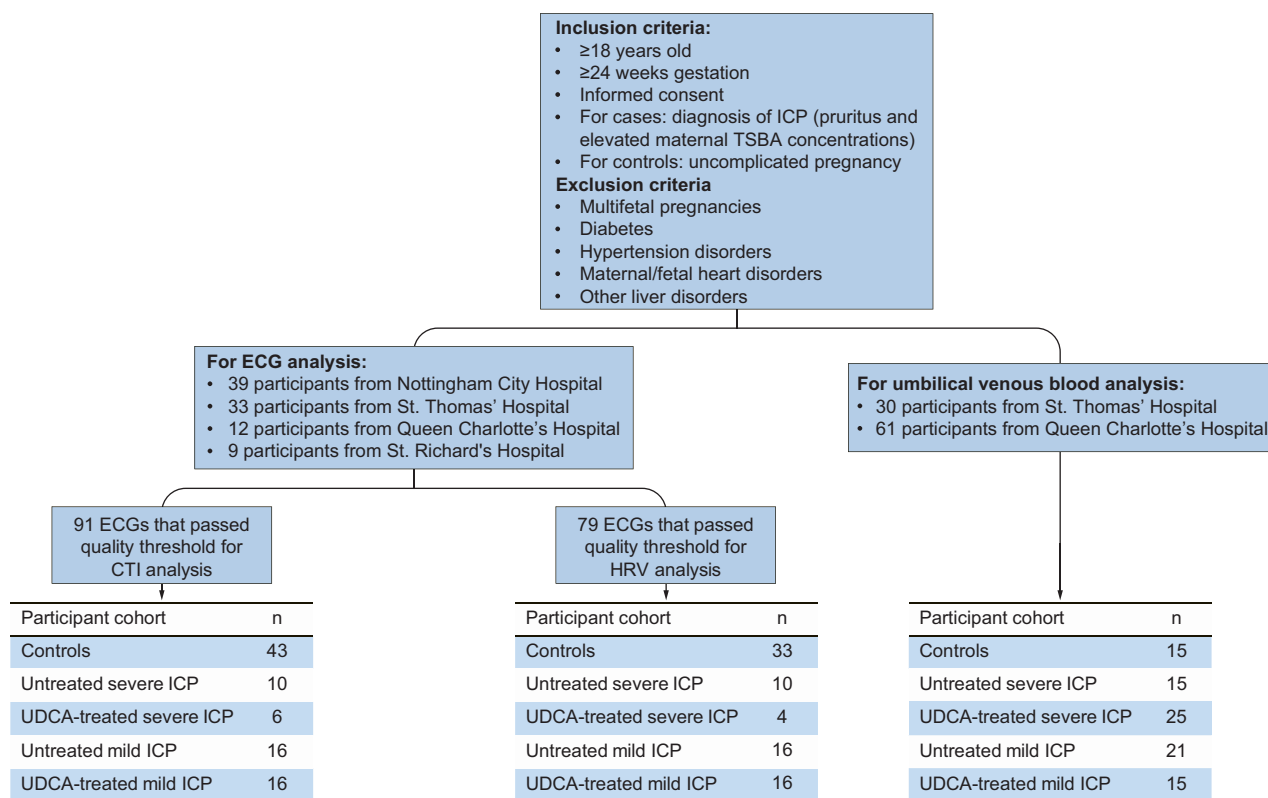 Inclusion criteria:
• ≥18 years old
• ≥24 weeks gestation
• Informed consent
• For cases: diagnosis of ICP (pruritus and
elevated maternal TSBA concentrations)
• For controls: uncomplicated pregnancy
Exclusion criteria
• Multifetal pregnancies
• Diabetes
• Hypertension disorders
• Maternal/fetal heart disorders
• Other liver disorders
For ECG analysis:
• 39 participants from Nottingham City Hospital
• 33 participants from St. Thomas' Hospital
• 12 participants from Queen Charlotte's Hospital
• 9 participants from St. Richard's Hospital
For umbilical venous blood analysis:
• 30 participants from St. Thomas' Hospital
• 61 participants from Queen Charlotte's Hospital
91 ECGs that passed
quality threshold for
CTI analysis
79 ECGs that passed
quality threshold for
HRV analysis
Participant cohort n
Controls 43
Untreated severe ICP 10
UDCA-treated severe ICP 6
Untreated mild ICP 16
UDCA-treated mild ICP 16
Participant cohort n
Controls 33
Untreated severe ICP 10
UDCA-treated severe ICP 4
Untreated mild ICP 16
UDCA-treated mild ICP 16
Participant cohort n
Controls 15
Untreated severe ICP 15
UDCA-treated severe ICP 25
Untreated mild ICP 21
UDCA-treated mild ICP 15